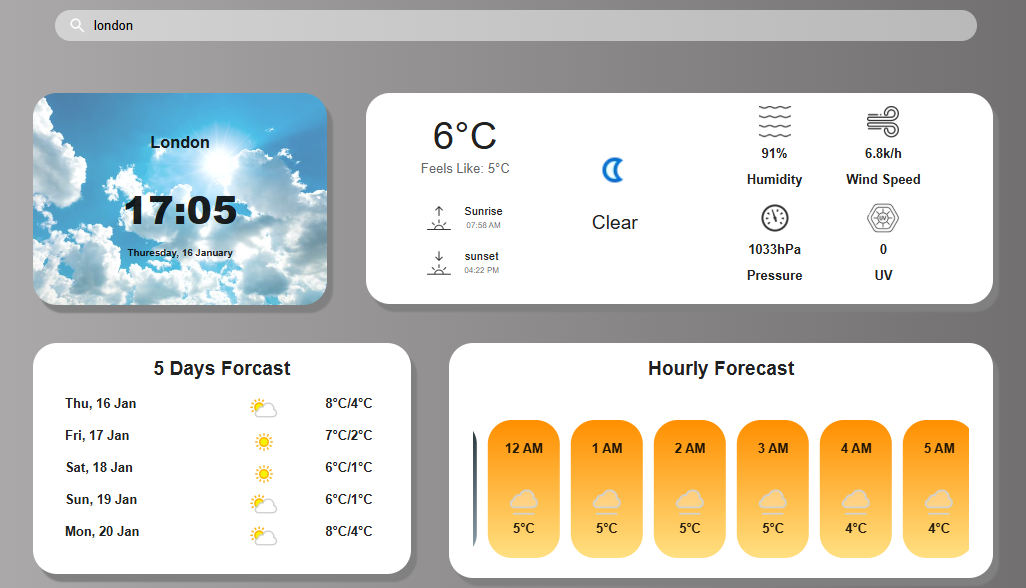 london
London
17:05
Thuresday, 16 January
6°C
Feels Like: 5°C
Sunrise
07:58 AM
sunset
04:22 PM
Clear
91%
Humidity
6.8k/h
Wind Speed
1033hPa
Pressure
UV
0
UV
5 Days Forcast
Thu, 16 Jan 8°C/4°C
Fri, 17 Jan 7°C/2°C
Sat, 18 Jan 6°C/1°C
Sun, 19 Jan 6°C/1°C
Mon, 20 Jan 8°C/4°C
Hourly Forecast
12 AM 1 AM 2 AM 3 AM 4 AM 5 AM
5°C 5°C 5°C 5°C 4°C 4°C